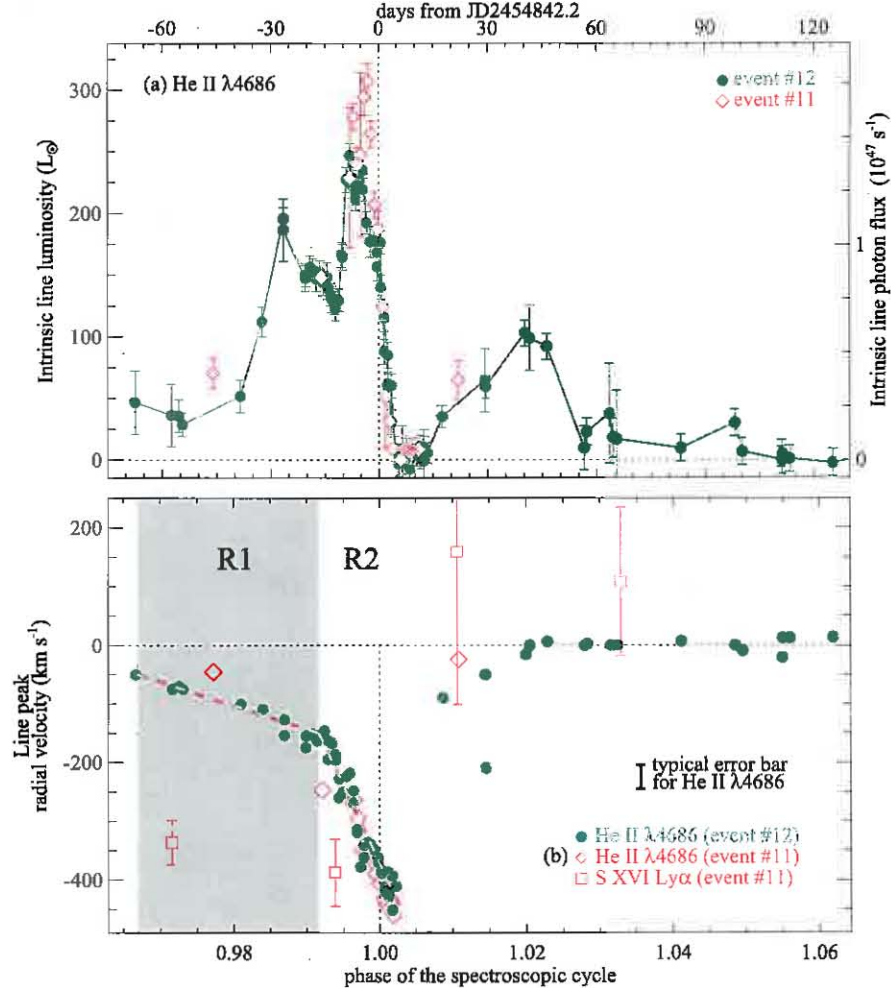 days from JD2454842.2
-60 -30 0 30 60 90 120
(a) He II λ4686
event #12
event #11
300
250
200
150
100
50
0
Intrinsic line luminosity (L⊙)
1
0
Intrinsic line photon flux (10⁴⁷ s⁻¹)
R1 R2
200
0
-200
-400
Line peak
radial velocity (km s⁻¹)
typical error bar
for He II λ4686
He II λ4686 (event #12)
(b) He II λ4686 (event #11)
S XVI Lyα (event #11)
0.98 1.00 1.02 1.04 1.06
phase of the spectroscopic cycle